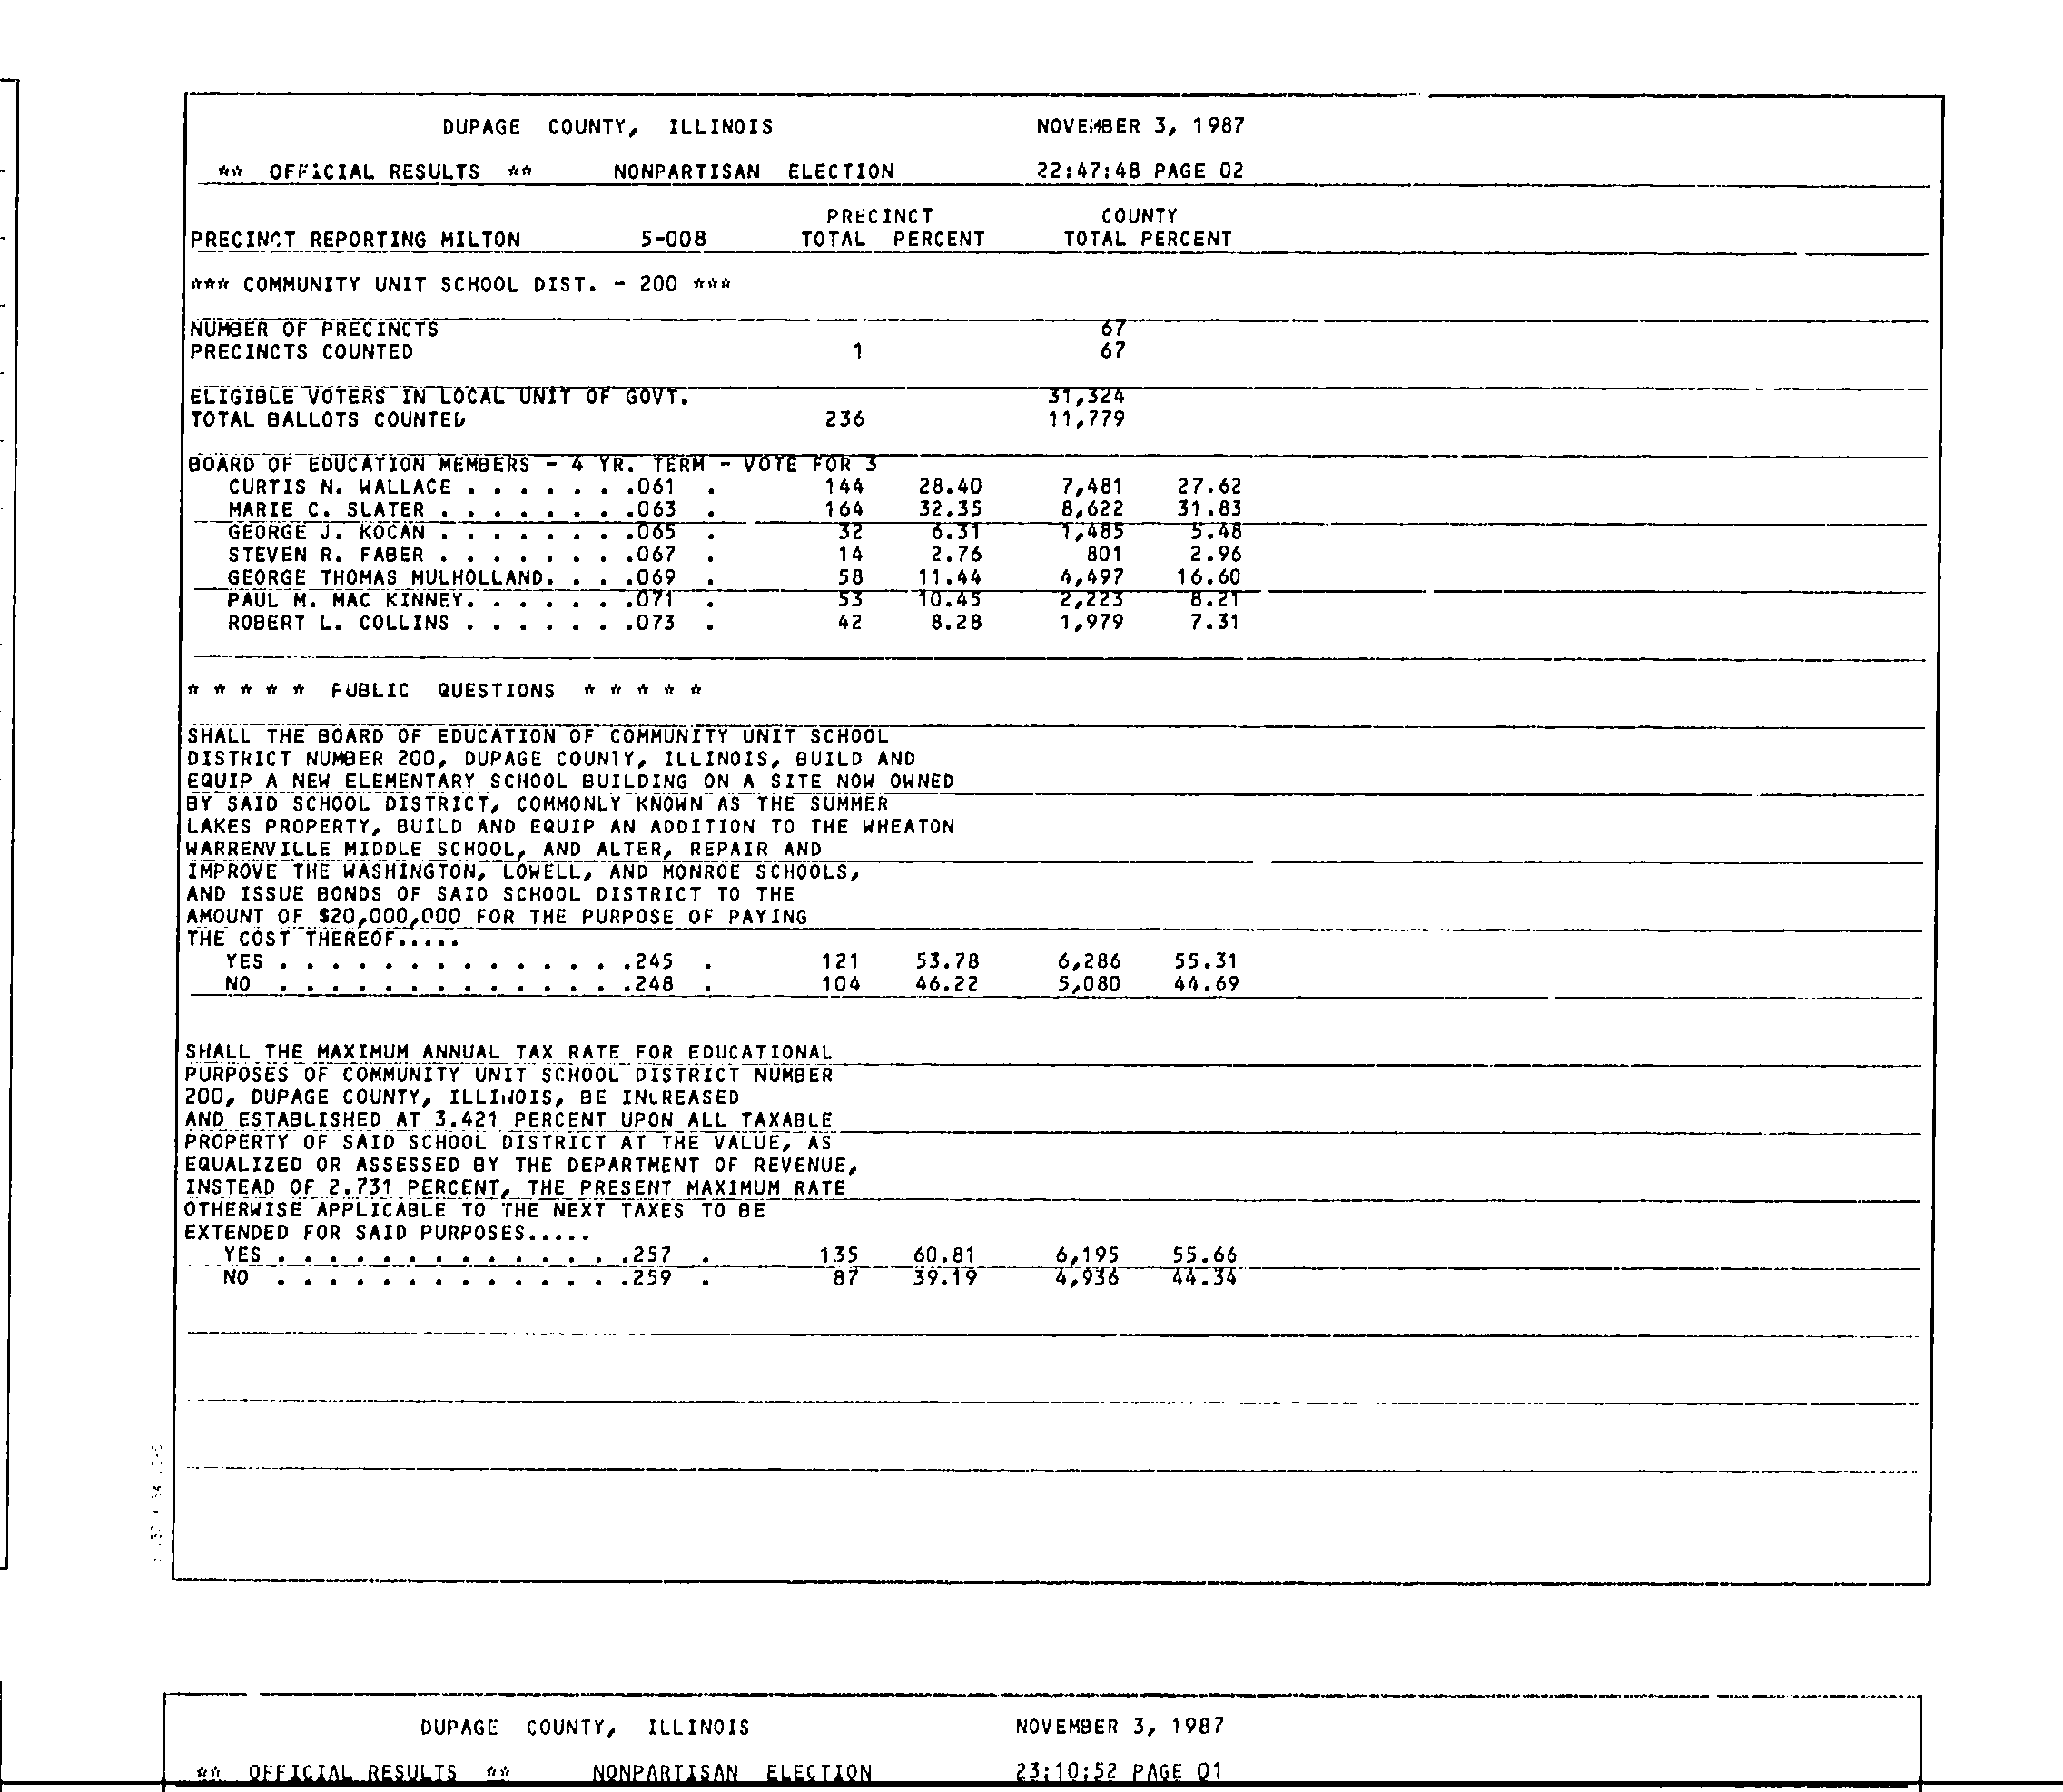 DUPAGE COUNTY, ILLINOIS NOVEMBER 3, 1987
** OFFICIAL RESULTS ** NONPARTISAN ELECTION 22:47:48 PAGE 02
PRECINCT COUNTY
PRECINCT REPORTING MILTON 5-008 TOTAL PERCENT TOTAL PERCENT
*** COMMUNITY UNIT SCHOOL DIST. - 200 ***
NUMBER OF PRECINCTS 67
PRECINCTS COUNTED 1 67
ELIGIBLE VOTERS IN LOCAL UNIT OF GOVT. 31,324
TOTAL BALLOTS COUNTED 236 11,779
BOARD OF EDUCATION MEMBERS - 4 YR. TERM - VOTE FOR 3
CURTIS N. WALLACE . . . . . . .061 . 144 28.40 7,481 27.62
MARIE C. SLATER . . . . . . . .063 . 164 32.35 8,622 31.83
GEORGE J. KOCAN . . . . . . . .065 . 32 6.31 1,485 5.48
STEVEN R. FABER . . . . . . . .067 . 14 2.76 801 2.96
GEORGE THOMAS MULHOLLAND. . . .069 . 58 11.44 4,497 16.60
PAUL M. MAC KINNEY. . . . . . .071 . 53 10.45 2,223 8.21
ROBERT L. COLLINS . . . . . . .073 . 42 8.28 1,979 7.31
* * * * * PUBLIC QUESTIONS * * * * *
SHALL THE BOARD OF EDUCATION OF COMMUNITY UNIT SCHOOL
DISTRICT NUMBER 200, DUPAGE COUNTY, ILLINOIS, BUILD AND
EQUIP A NEW ELEMENTARY SCHOOL BUILDING ON A SITE NOW OWNED
BY SAID SCHOOL DISTRICT, COMMONLY KNOWN AS THE SUMMER
LAKES PROPERTY, BUILD AND EQUIP AN ADDITION TO THE WHEATON
WARRENVILLE MIDDLE SCHOOL, AND ALTER, REPAIR AND
IMPROVE THE WASHINGTON, LOWELL, AND MONROE SCHOOLS,
AND ISSUE BONDS OF SAID SCHOOL DISTRICT TO THE
AMOUNT OF $20,000,000 FOR THE PURPOSE OF PAYING
THE COST THEREOF.....
YES . . . . . . . . . . . . . .245 . 121 53.78 6,286 55.31
NO . . . . . . . . . . . . . .248 . 104 46.22 5,080 44.69
SHALL THE MAXIMUM ANNUAL TAX RATE FOR EDUCATIONAL
PURPOSES OF COMMUNITY UNIT SCHOOL DISTRICT NUMBER
200, DUPAGE COUNTY, ILLINOIS, BE INCREASED
AND ESTABLISHED AT 3.421 PERCENT UPON ALL TAXABLE
PROPERTY OF SAID SCHOOL DISTRICT AT THE VALUE, AS
EQUALIZED OR ASSESSED BY THE DEPARTMENT OF REVENUE,
INSTEAD OF 2.731 PERCENT, THE PRESENT MAXIMUM RATE
OTHERWISE APPLICABLE TO THE NEXT TAXES TO BE
EXTENDED FOR SAID PURPOSES.....
YES . . . . . . . . . . . . . .257 . 135 60.81 6,195 55.66
NO . . . . . . . . . . . . . .259 . 87 39.19 4,936 44.34
DUPAGE COUNTY, ILLINOIS NOVEMBER 3, 1987
** OFFICIAL RESULTS ** NONPARTISAN ELECTION 23:10:52 PAGE 01